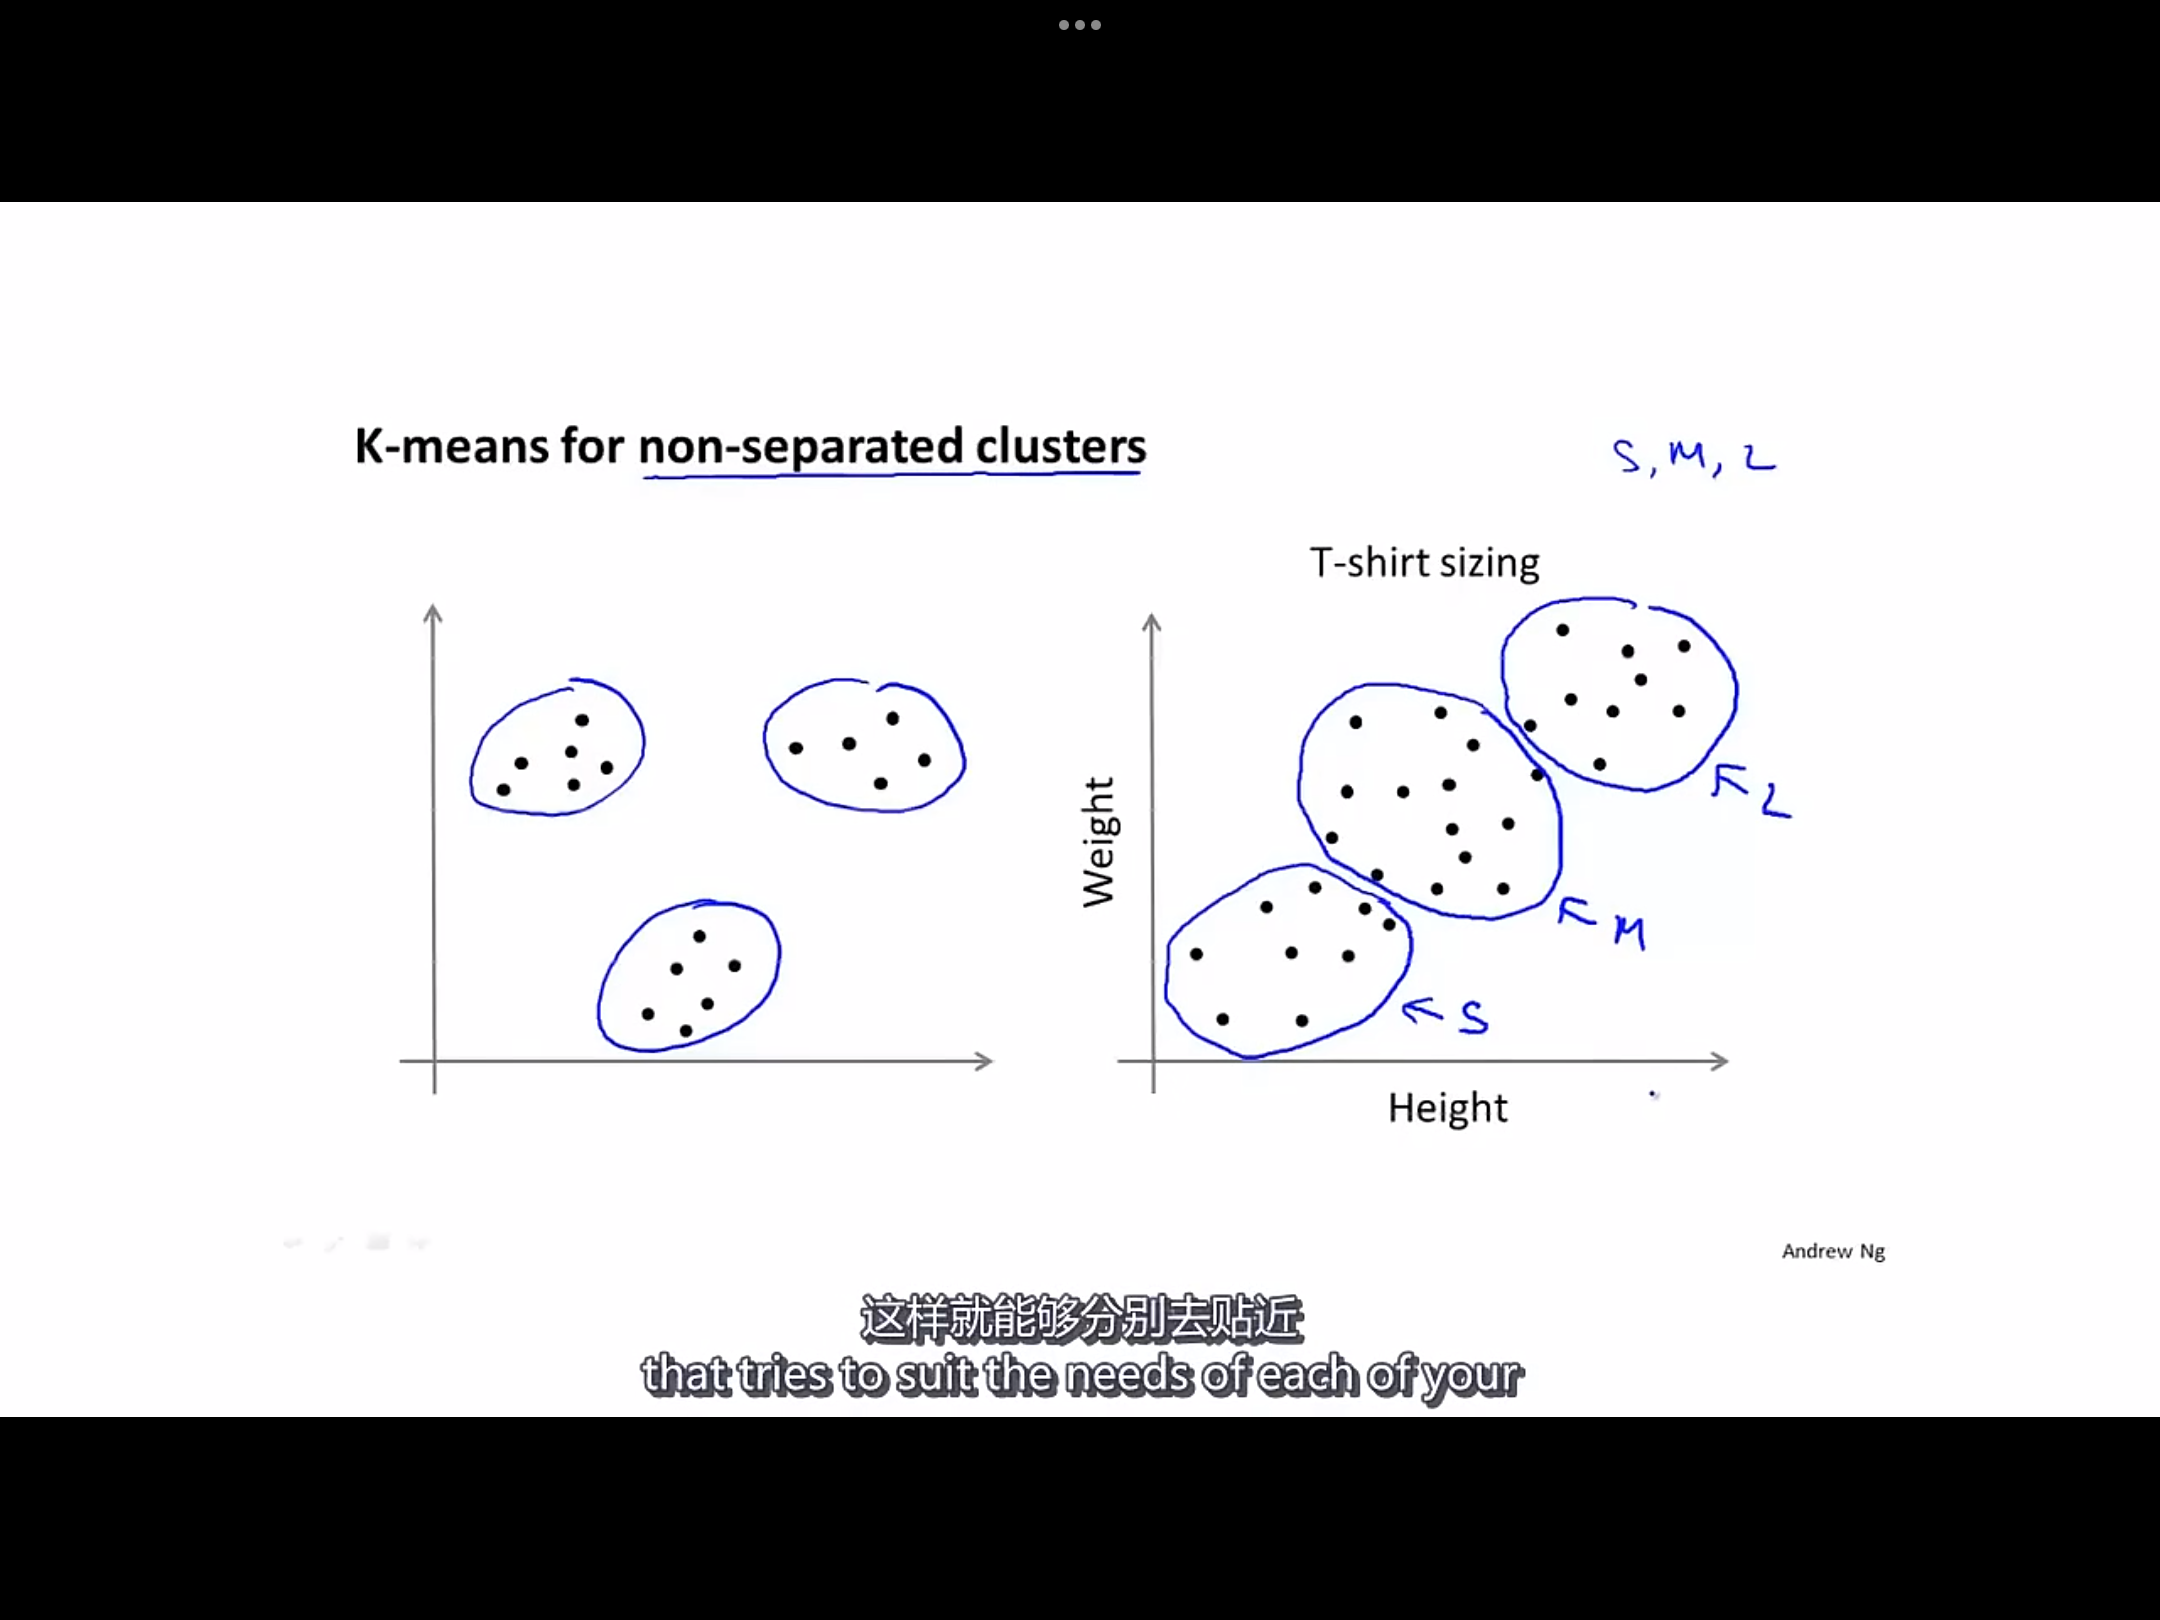 K-means for non-separated clusters
S, M, L
T-shirt sizing
Weight
L
M
S
Height
Andrew Ng
这样就能够分别去贴近
that tries to suit the needs of each of your